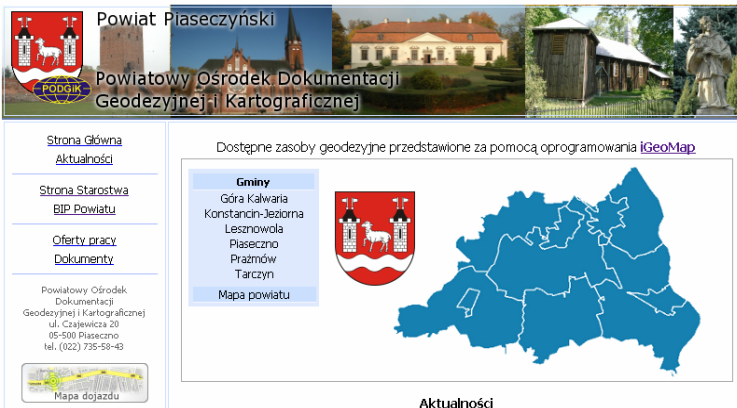 Powiat Piaseczyński
PODGiK
Powiatowy Ośrodek Dokumentacji
Geodezyjnej i Kartograficznej
Strona Główna
Aktualności
Strona Starostwa
BIP Powiatu
Oferty pracy
Dokumenty
Powiatowy Ośrodek
Dokumentacji
Geodezyjnej i Kartograficznej
ul. Czajewicza 20
05-500 Piaseczno
tel. (022) 735-58-43
Mapa dojazdu
Dostępne zasoby geodezyjne przedstawione za pomocą oprogramowania iGeoMap
Gminy
Góra Kalwaria
Konstancin-Jeziorna
Lesznowola
Piaseczno
Prażmów
Tarczyn
Mapa powiatu
Aktualności